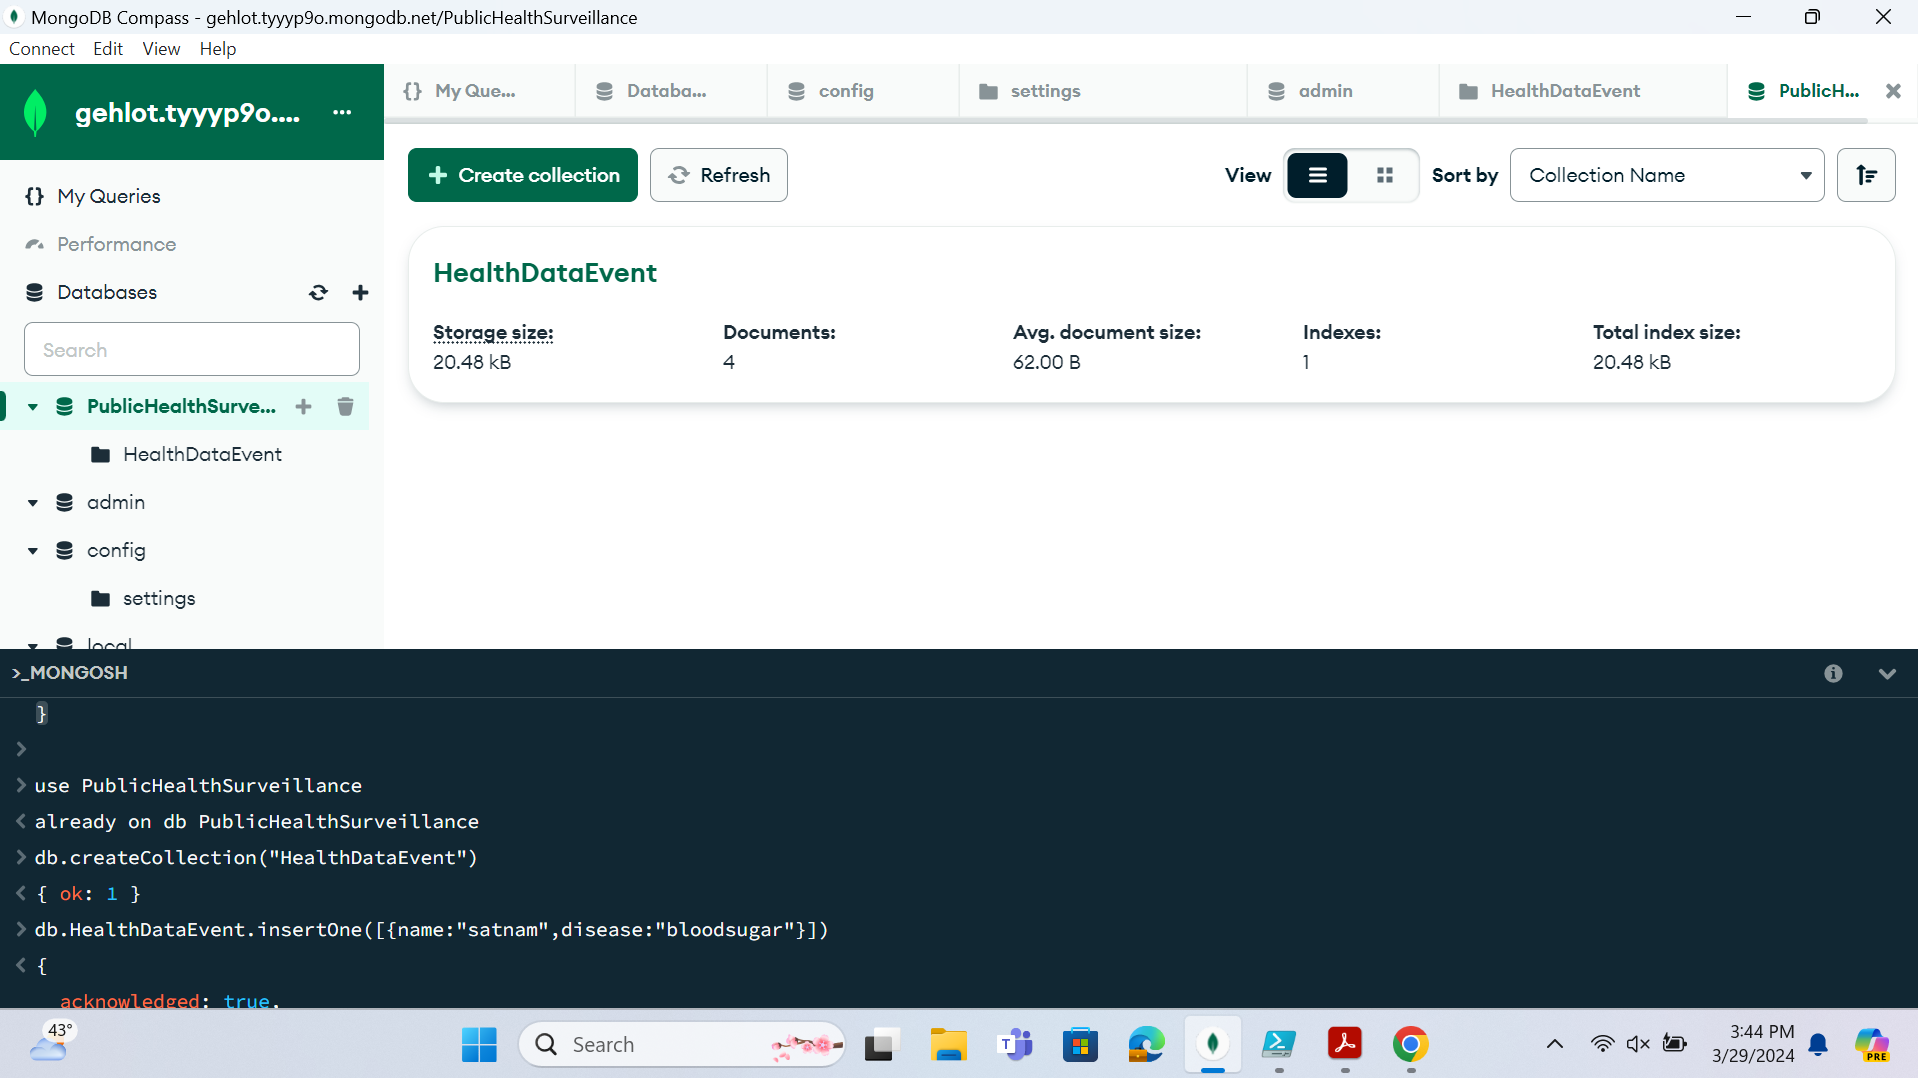 MongoDB Compass - gehlot.tyyyp9o.mongodb.net/PublicHealthSurveillance
Connect Edit View Help
gehlot.tyyyp9o.... ...
{} My Que... Databa... config settings admin HealthDataEvent PublicH...
+ Create collection Refresh View Sort by Collection Name
{} My Queries
Performance
Databases
Search
PublicHealthSurve...
HealthDataEvent
admin
config
settings
local
HealthDataEvent
Storage size: Documents: Avg. document size: Indexes: Total index size:
20.48 kB 4 62.00 B 1 20.48 kB
>_MONGOSH
}
>
> use PublicHealthSurveillance
< already on db PublicHealthSurveillance
> db.createCollection("HealthDataEvent")
< { ok: 1 }
> db.HealthDataEvent.insertOne([{name:"satnam",disease:"bloodsugar"}])
< {
acknowledged: true,
43°
Search
3:44 PM
3/29/2024
PRE